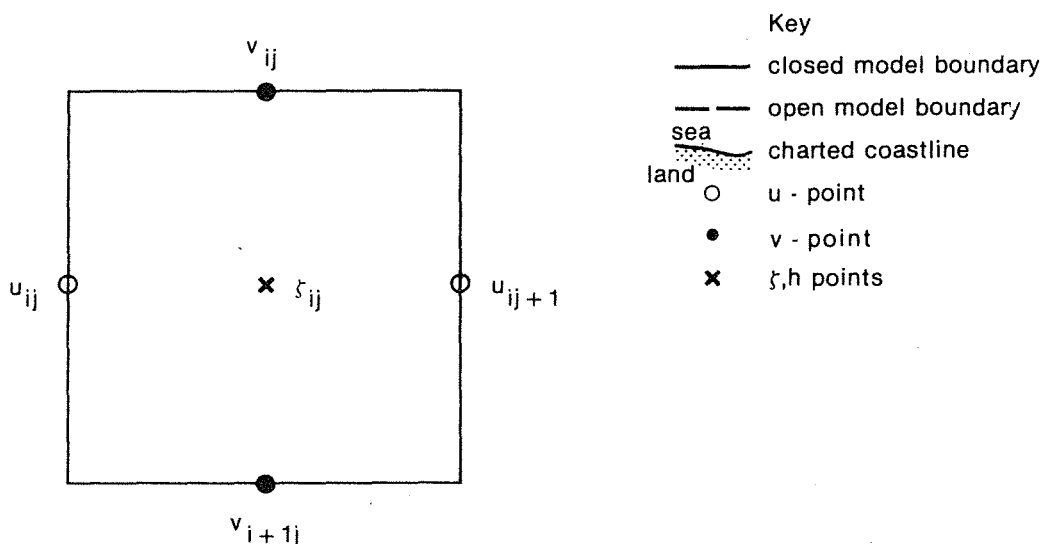 v ij
u ij
ζ ij
u ij + 1
v i + 1j
Key
closed model boundary
open model boundary
sea
charted coastline
land
u - point
v - point
ζ,h points